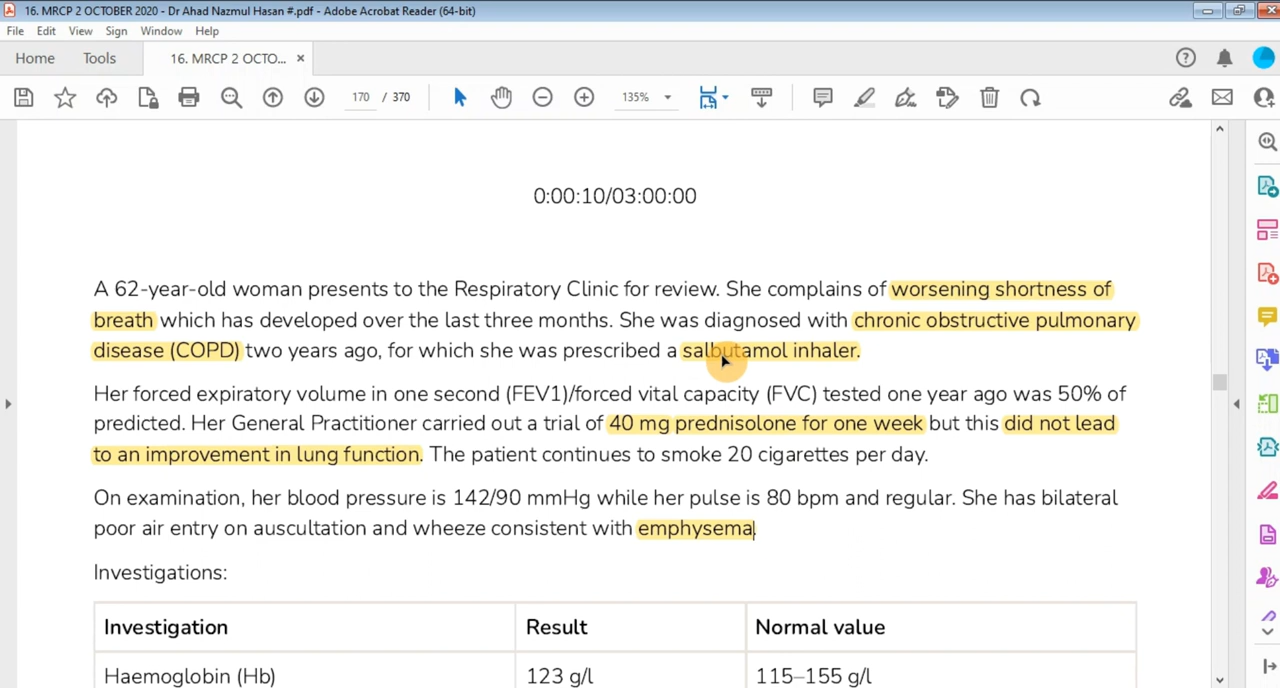 16. MRCP 2 OCTOBER 2020 - Dr Ahad Nazmul Hasan #.pdf - Adobe Acrobat Reader (64-bit)
File Edit View Sign Window Help
Home Tools 16. MRCP 2 OCTO... ×
170 / 370 135%
0:00:10/03:00:00
A 62-year-old woman presents to the Respiratory Clinic for review. She complains of worsening shortness of
breath which has developed over the last three months. She was diagnosed with chronic obstructive pulmonary
disease (COPD) two years ago, for which she was prescribed a salbutamol inhaler.
Her forced expiratory volume in one second (FEV1)/forced vital capacity (FVC) tested one year ago was 50% of
predicted. Her General Practitioner carried out a trial of 40 mg prednisolone for one week but this did not lead
to an improvement in lung function. The patient continues to smoke 20 cigarettes per day.
On examination, her blood pressure is 142/90 mmHg while her pulse is 80 bpm and regular. She has bilateral
poor air entry on auscultation and wheeze consistent with emphysema.
Investigations:
Investigation Result Normal value
Haemoglobin (Hb) 123 g/l 115–155 g/l